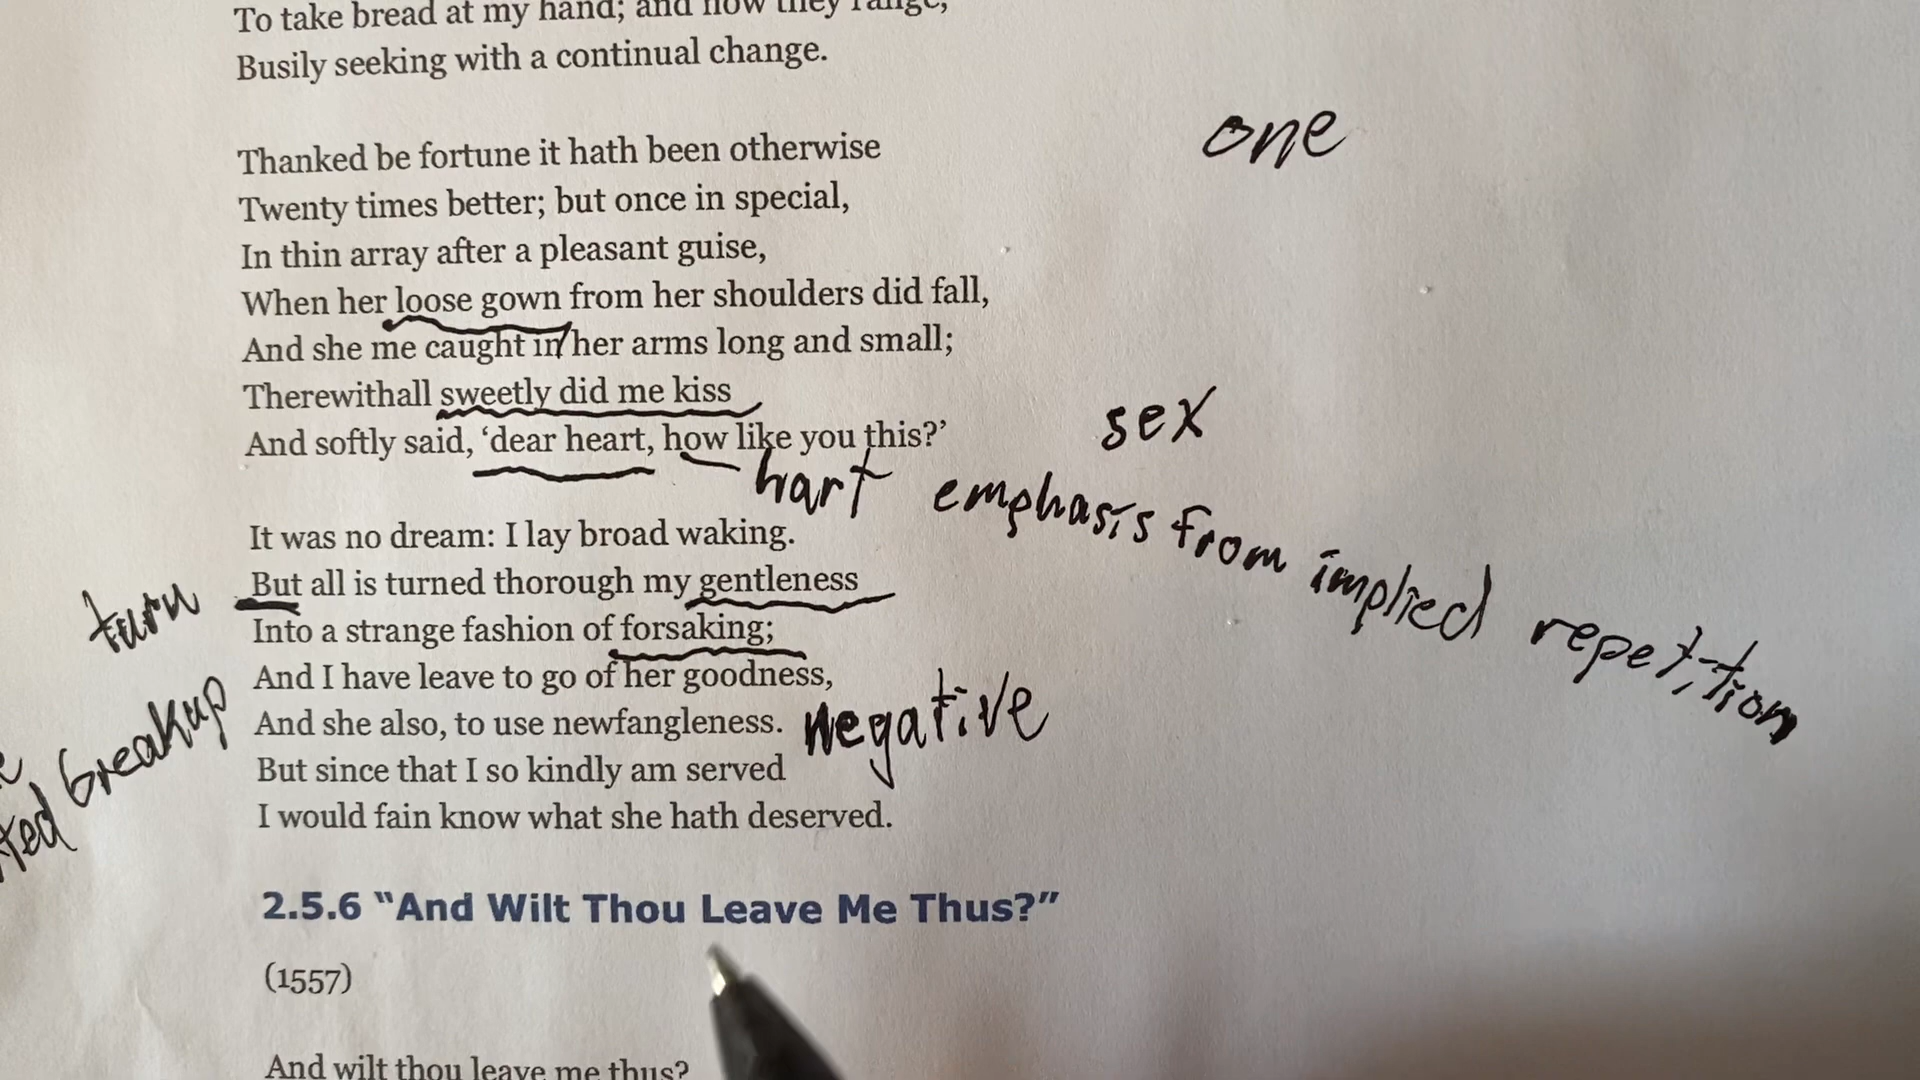 To take bread at my hand; and now they range,
Busily seeking with a continual change.
one
Thanked be fortune it hath been otherwise
Twenty times better; but once in special,
In thin array after a pleasant guise,
When her loose gown from her shoulders did fall,
And she me caught in her arms long and small;
Therewithall sweetly did me kiss
And softly said, ‘dear heart, how like you this?’
sex
hart emphasis from implied repetition
It was no dream: I lay broad waking.
turn
But all is turned thorough my gentleness
Into a strange fashion of forsaking;
And I have leave to go of her goodness,
And she also, to use newfangleness.
negative
breakup
But since that I so kindly am served
I would fain know what she hath deserved.
2.5.6 “And Wilt Thou Leave Me Thus?”
(1557)
And wilt thou leave me thus?